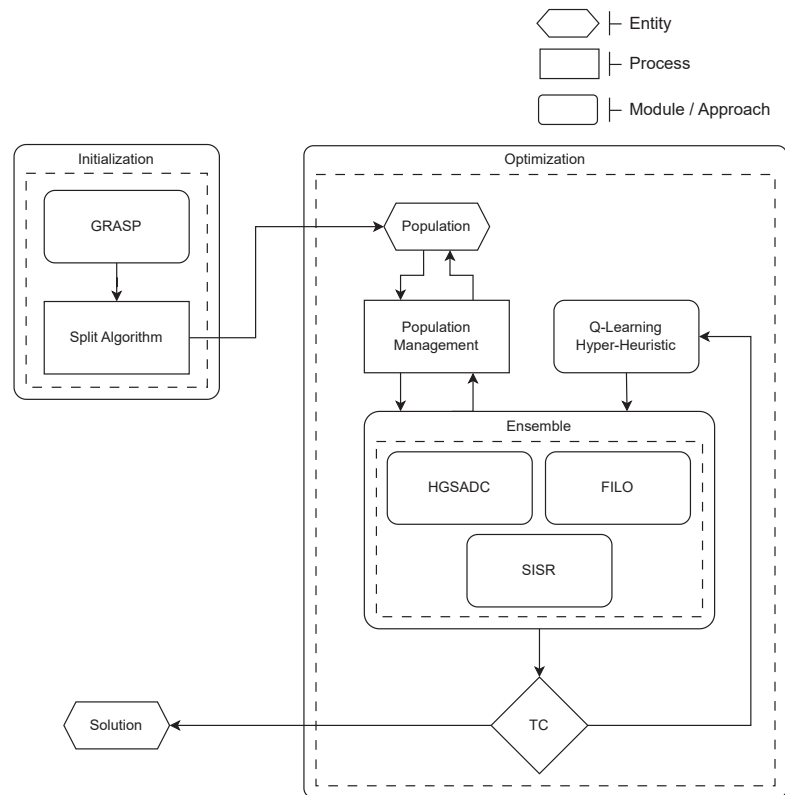 Entity
Process
Module / Approach
Initialization
GRASP
Split Algorithm
Optimization
Population
Population
Management
Q-Learning
Hyper-Heuristic
Ensemble
HGSADC
FILO
SISR
TC
Solution